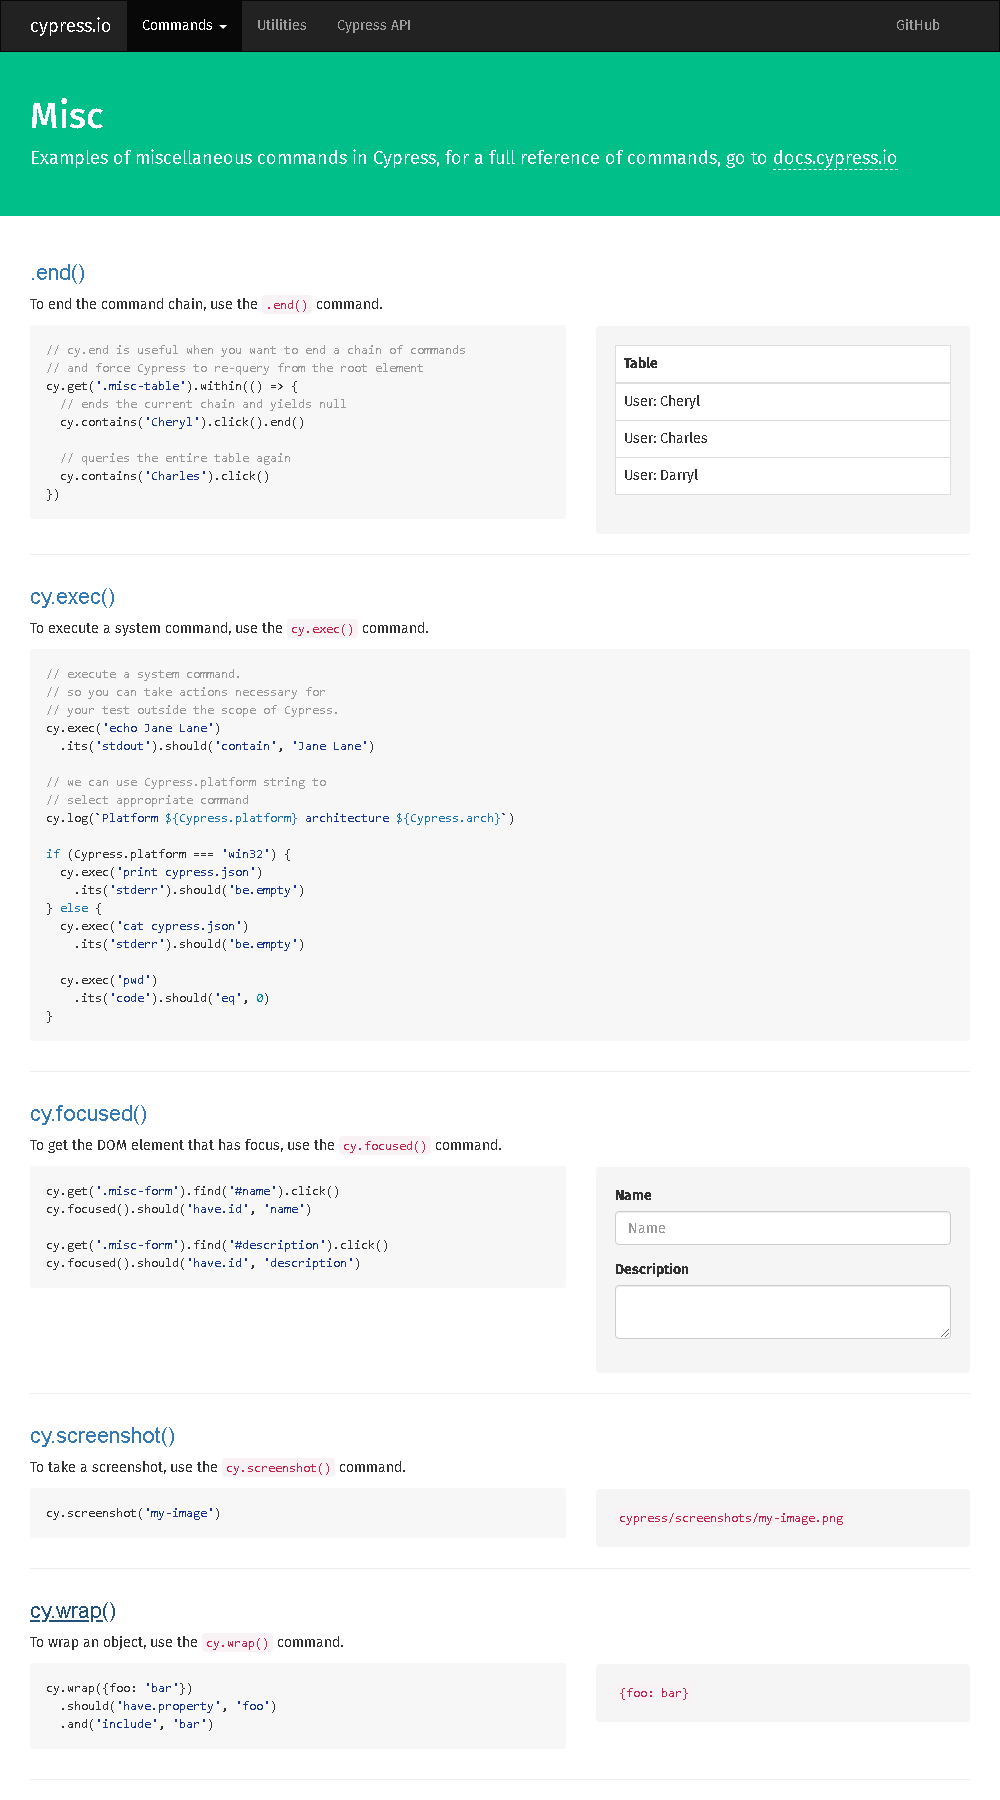 cypress.io Commands Utilities Cypress API GitHub
Misc
Examples of miscellaneous commands in Cypress, for a full reference of commands, go to docs.cypress.io
.end()
To end the command chain, use the .end() command.
// cy.end is useful when you want to end a chain of commands
// and force Cypress to re-query from the root element
cy.get('.misc-table').within(() => {
  // ends the current chain and yields null
  cy.contains('Cheryl').click().end()
  // queries the entire table again
  cy.contains('Charles').click()
})
Table
User: Cheryl
User: Charles
User: Darryl
cy.exec()
To execute a system command, use the cy.exec() command.
// execute a system command.
// so you can take actions necessary for
// your test outside the scope of Cypress.
cy.exec('echo Jane Lane')
  .its('stdout').should('contain', 'Jane Lane')
// we can use Cypress.platform string to
// select appropriate command
cy.log(`Platform ${Cypress.platform} architecture ${Cypress.arch}`)
if (Cypress.platform === 'win32') {
  cy.exec('print cypress.json')
    .its('stderr').should('be.empty')
} else {
  cy.exec('cat cypress.json')
    .its('stderr').should('be.empty')
  cy.exec('pwd')
    .its('code').should('eq', 0)
}
cy.focused()
To get the DOM element that has focus, use the cy.focused() command.
cy.get('.misc-form').find('#name').click()
cy.focused().should('have.id', 'name')
cy.get('.misc-form').find('#description').click()
cy.focused().should('have.id', 'description')
Name
Name
Description
cy.screenshot()
To take a screenshot, use the cy.screenshot() command.
cy.screenshot('my-image')
cypress/screenshots/my-image.png
cy.wrap()
To wrap an object, use the cy.wrap() command.
cy.wrap({foo: 'bar'})
  .should('have.property', 'foo')
  .and('include', 'bar')
{foo: bar}